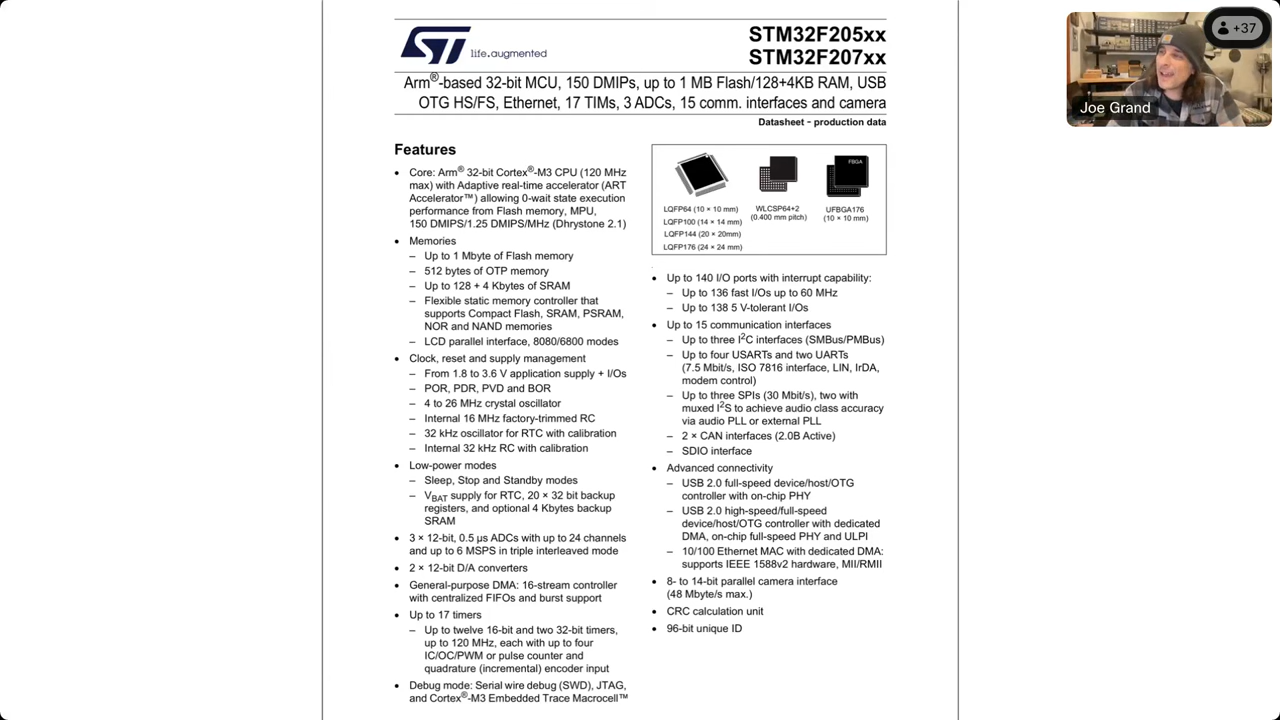 life.augmented
STM32F205xx
STM32F207xx
Arm®-based 32-bit MCU, 150 DMIPs, up to 1 MB Flash/128+4KB RAM, USB
OTG HS/FS, Ethernet, 17 TIMs, 3 ADCs, 15 comm. interfaces and camera
Datasheet - production data
Features
• Core: Arm® 32-bit Cortex®-M3 CPU (120 MHz
max) with Adaptive real-time accelerator (ART
Accelerator™) allowing 0-wait state execution
performance from Flash memory, MPU,
150 DMIPS/1.25 DMIPS/MHz (Dhrystone 2.1)
• Memories
– Up to 1 Mbyte of Flash memory
– 512 bytes of OTP memory
– Up to 128 + 4 Kbytes of SRAM
– Flexible static memory controller that
supports Compact Flash, SRAM, PSRAM,
NOR and NAND memories
– LCD parallel interface, 8080/6800 modes
• Clock, reset and supply management
– From 1.8 to 3.6 V application supply + I/Os
– POR, PDR, PVD and BOR
– 4 to 26 MHz crystal oscillator
– Internal 16 MHz factory-trimmed RC
– 32 kHz oscillator for RTC with calibration
– Internal 32 kHz RC with calibration
• Low-power modes
– Sleep, Stop and Standby modes
– VBAT supply for RTC, 20 × 32 bit backup
registers, and optional 4 Kbytes backup
SRAM
• 3 × 12-bit, 0.5 µs ADCs with up to 24 channels
and up to 6 MSPS in triple interleaved mode
• 2 × 12-bit D/A converters
• General-purpose DMA: 16-stream controller
with centralized FIFOs and burst support
• Up to 17 timers
– Up to twelve 16-bit and two 32-bit timers,
up to 120 MHz, each with up to four
IC/OC/PWM or pulse counter and
quadrature (incremental) encoder input
• Debug mode: Serial wire debug (SWD), JTAG,
and Cortex®-M3 Embedded Trace Macrocell™
FBGA
LQFP64 (10 × 10 mm)
LQFP100 (14 × 14 mm)
LQFP144 (20 × 20mm)
LQFP176 (24 × 24 mm)
WLCSP64+2
(0.400 mm pitch)
UFBGA176
(10 × 10 mm)
• Up to 140 I/O ports with interrupt capability:
– Up to 136 fast I/Os up to 60 MHz
– Up to 138 5 V-tolerant I/Os
• Up to 15 communication interfaces
– Up to three I2C interfaces (SMBus/PMBus)
– Up to four USARTs and two UARTs
(7.5 Mbit/s, ISO 7816 interface, LIN, IrDA,
modem control)
– Up to three SPIs (30 Mbit/s), two with
muxed I2S to achieve audio class accuracy
via audio PLL or external PLL
– 2 × CAN interfaces (2.0B Active)
– SDIO interface
• Advanced connectivity
– USB 2.0 full-speed device/host/OTG
controller with on-chip PHY
– USB 2.0 high-speed/full-speed
device/host/OTG controller with dedicated
DMA, on-chip full-speed PHY and ULPI
– 10/100 Ethernet MAC with dedicated DMA:
supports IEEE 1588v2 hardware, MII/RMII
• 8- to 14-bit parallel camera interface
(48 Mbyte/s max.)
• CRC calculation unit
• 96-bit unique ID
+37
Joe Grand